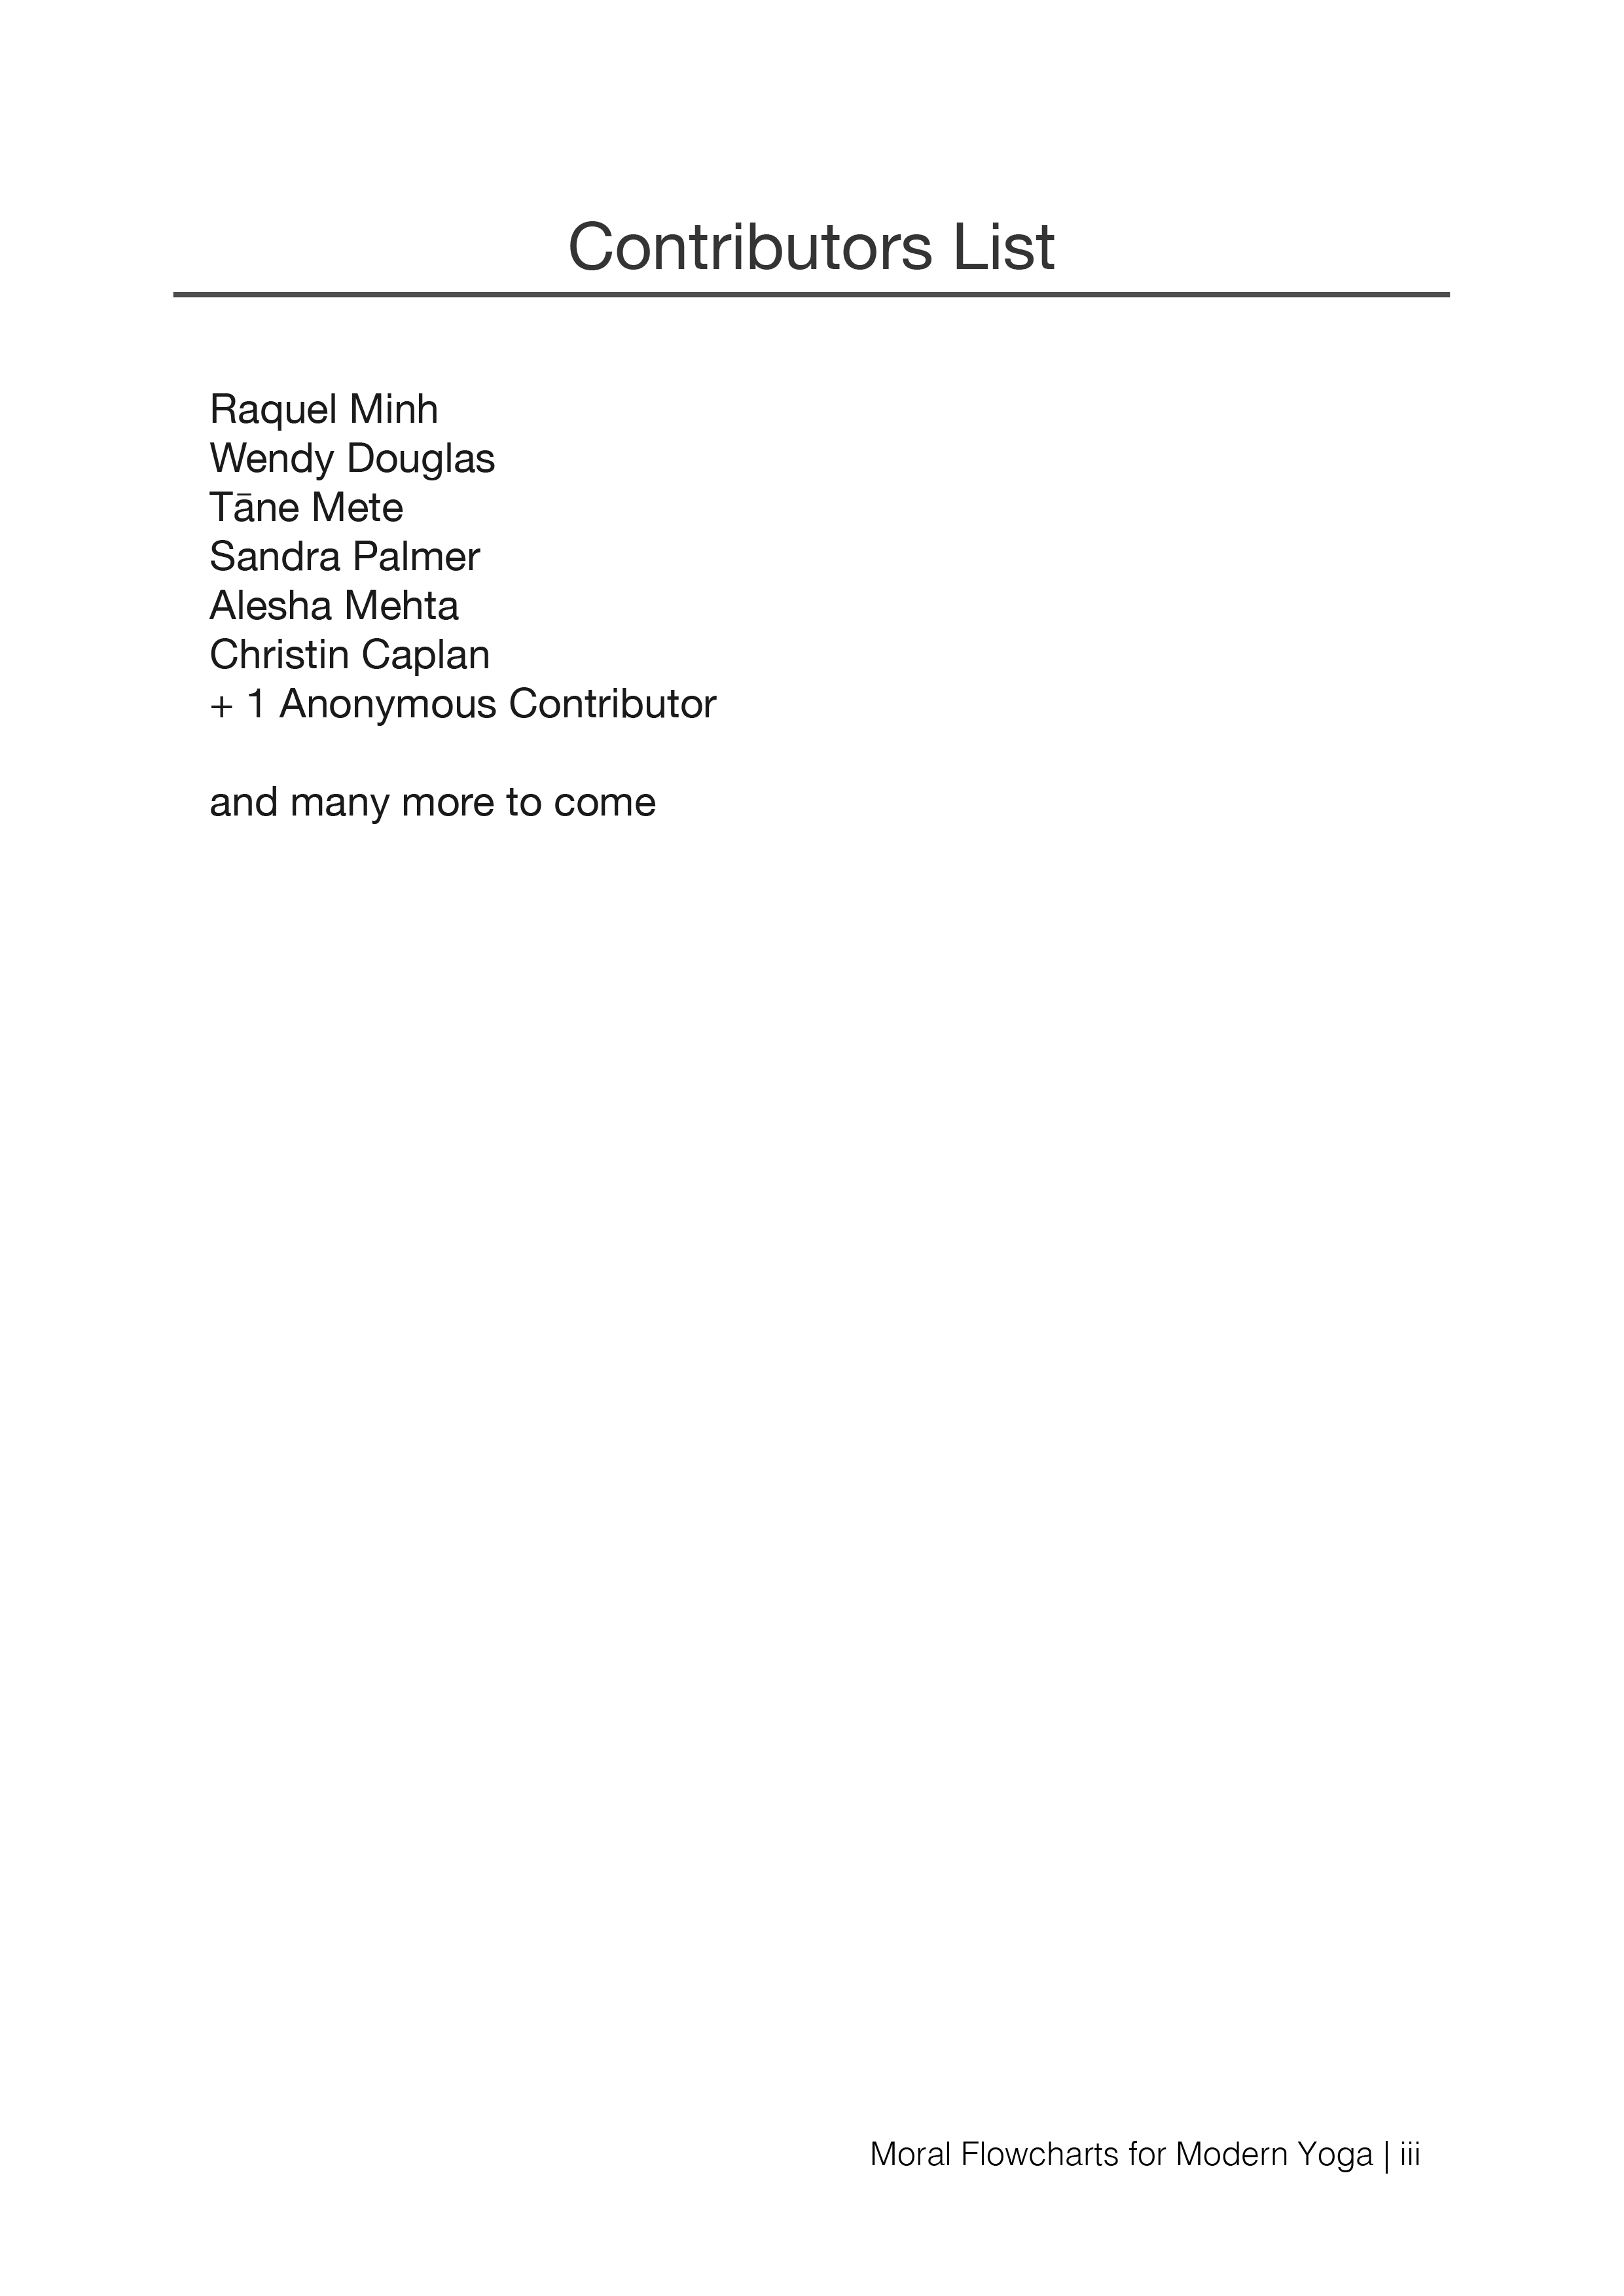 Contributors List
Raquel Minh
Wendy Douglas
Tāne Mete
Sandra Palmer
Alesha Mehta
Christin Caplan
+ 1 Anonymous Contributor
and many more to come
Moral Flowcharts for Modern Yoga | iii